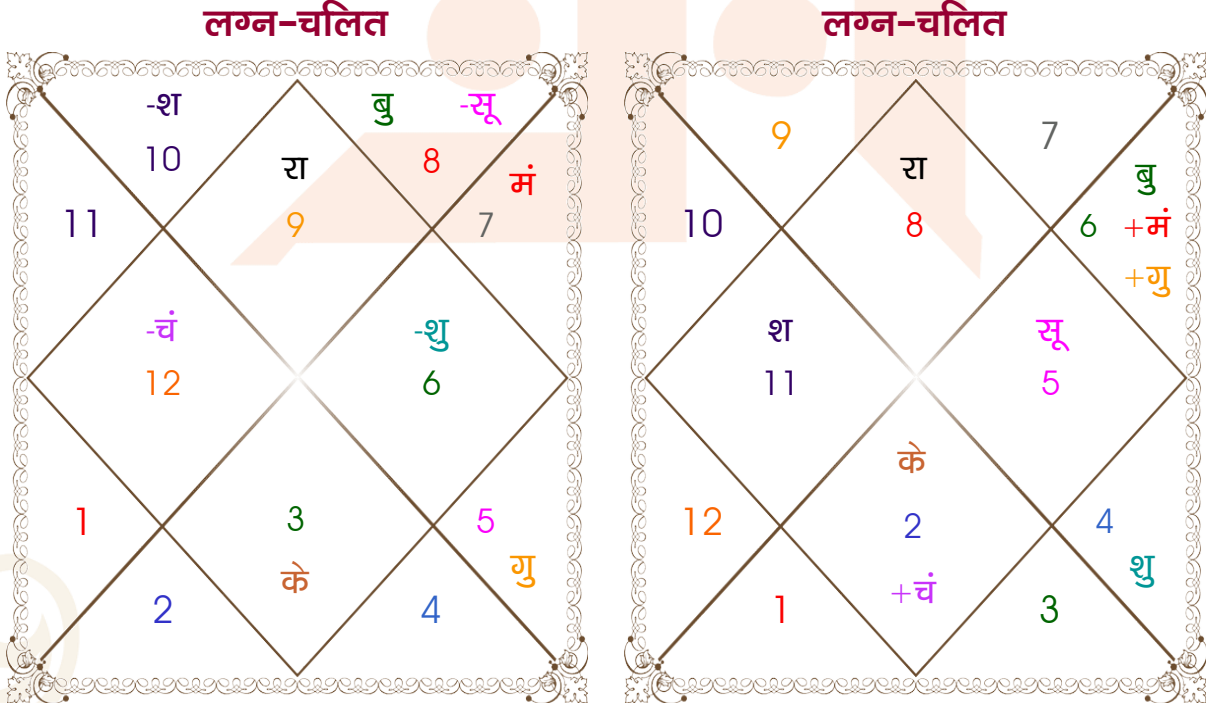 लग्न-चलित
-श
बु
-सू
10
रा
8
मं
11
9
7
-चं
-शु
12
6
1
3
5
के
गु
2
4
लग्न-चलित
9
7
रा
बु
10
8
6
+मं
+गु
श
सू
11
5
के
12
2
4
+चं
शु
1
3